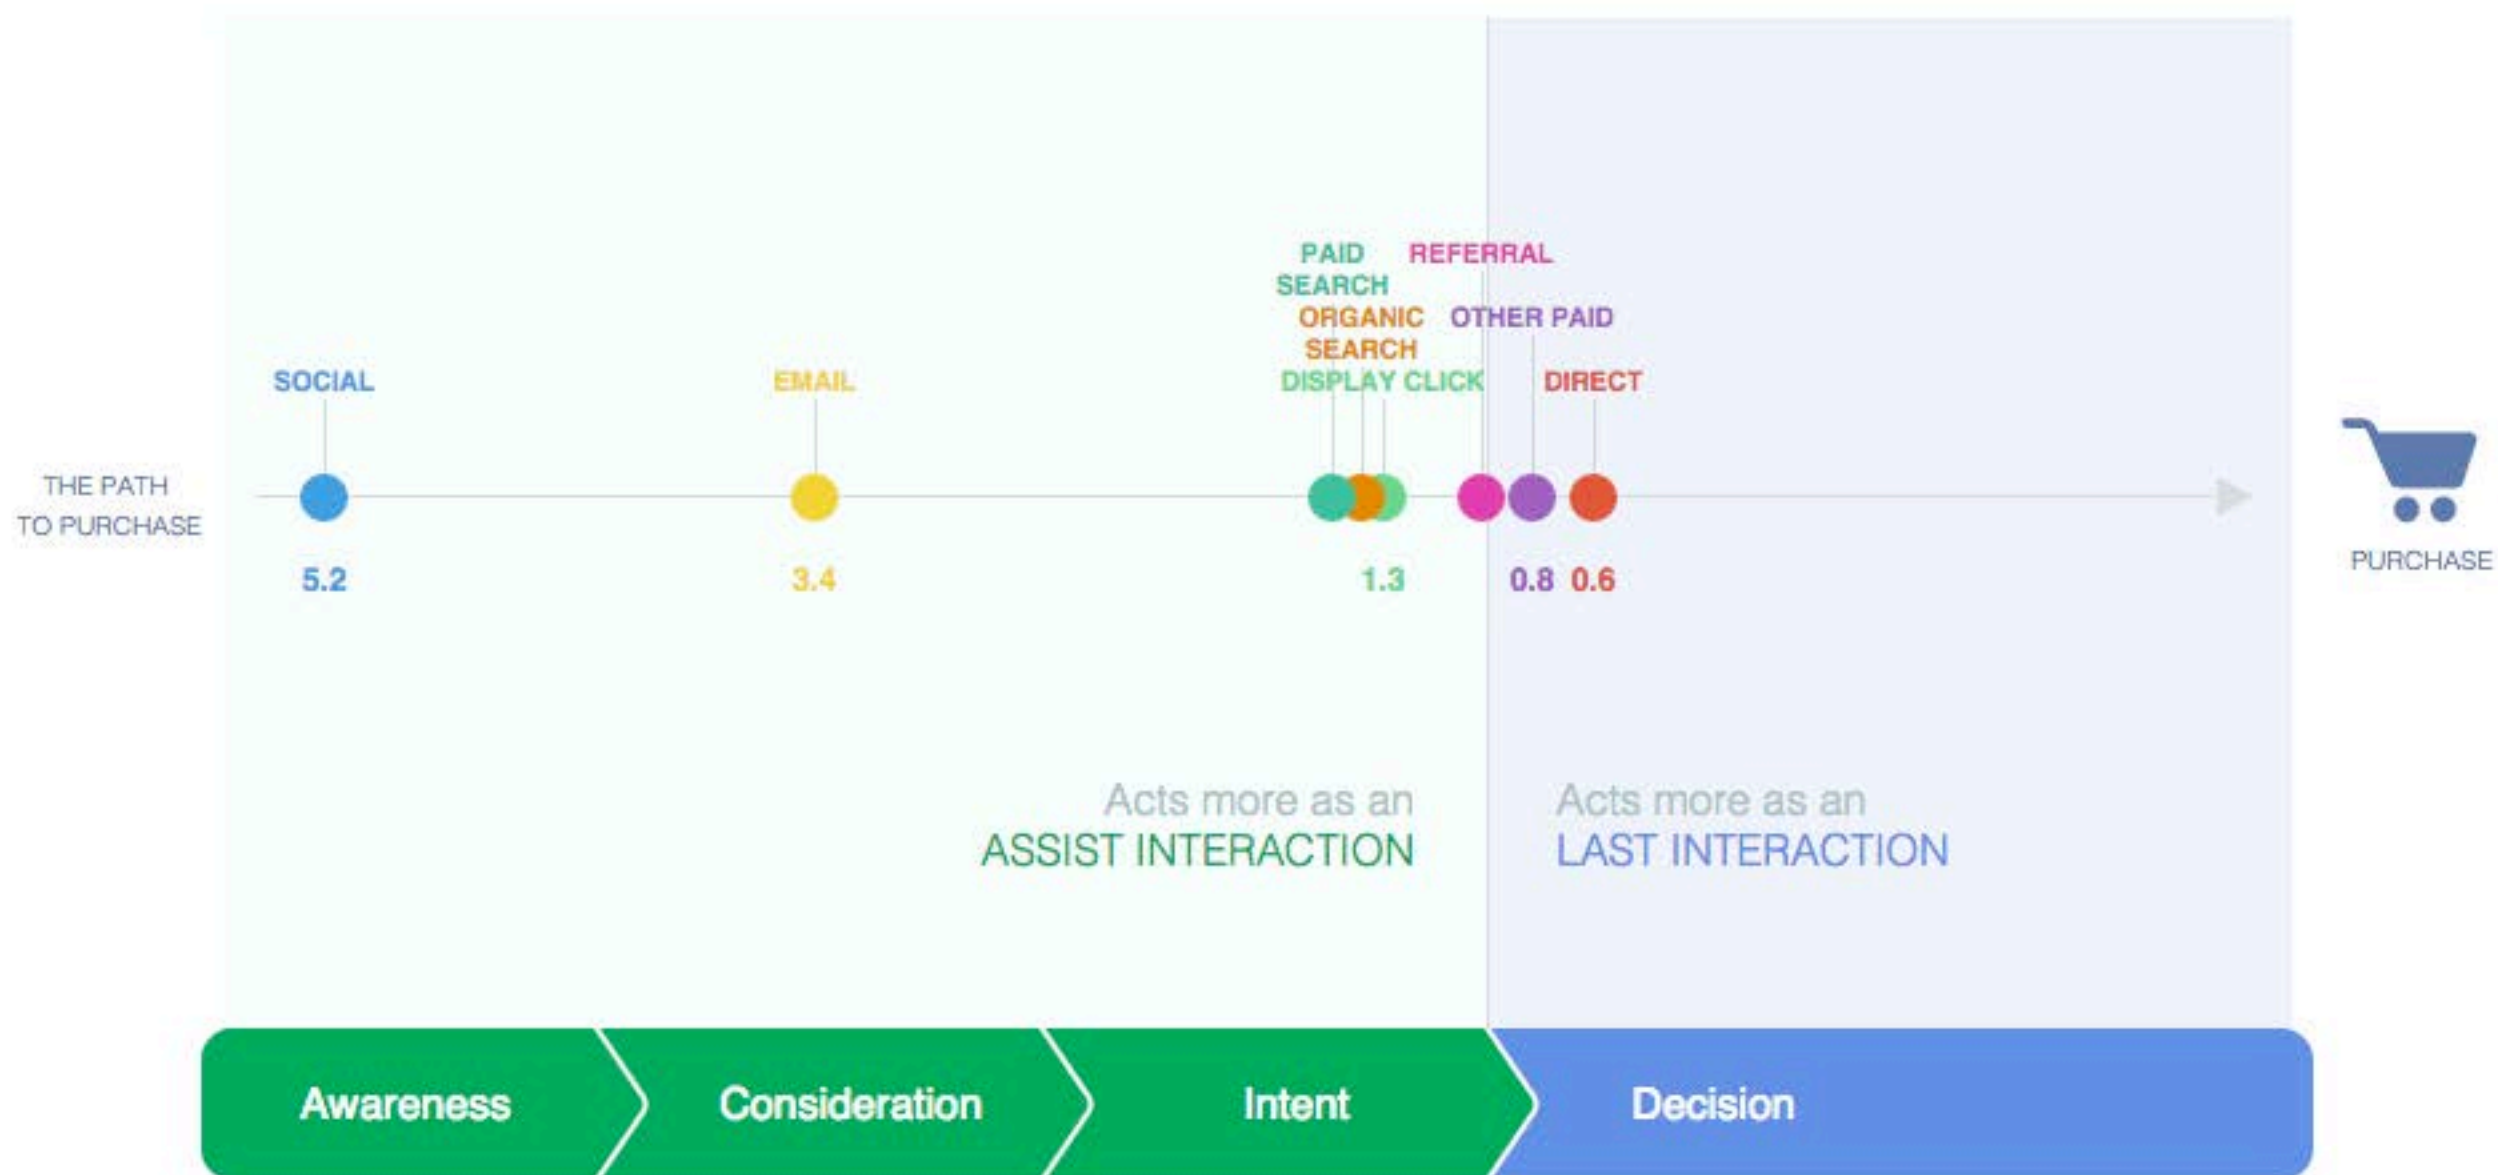 PAID
SEARCH
REFERRAL
ORGANIC
SEARCH
OTHER PAID
SOCIAL
EMAIL
DISPLAY CLICK
DIRECT
THE PATH
TO PURCHASE
PURCHASE
5.2
3.4
1.3
0.8
0.6
Acts more as an
ASSIST INTERACTION
Acts more as an
LAST INTERACTION
Awareness
Consideration
Intent
Decision